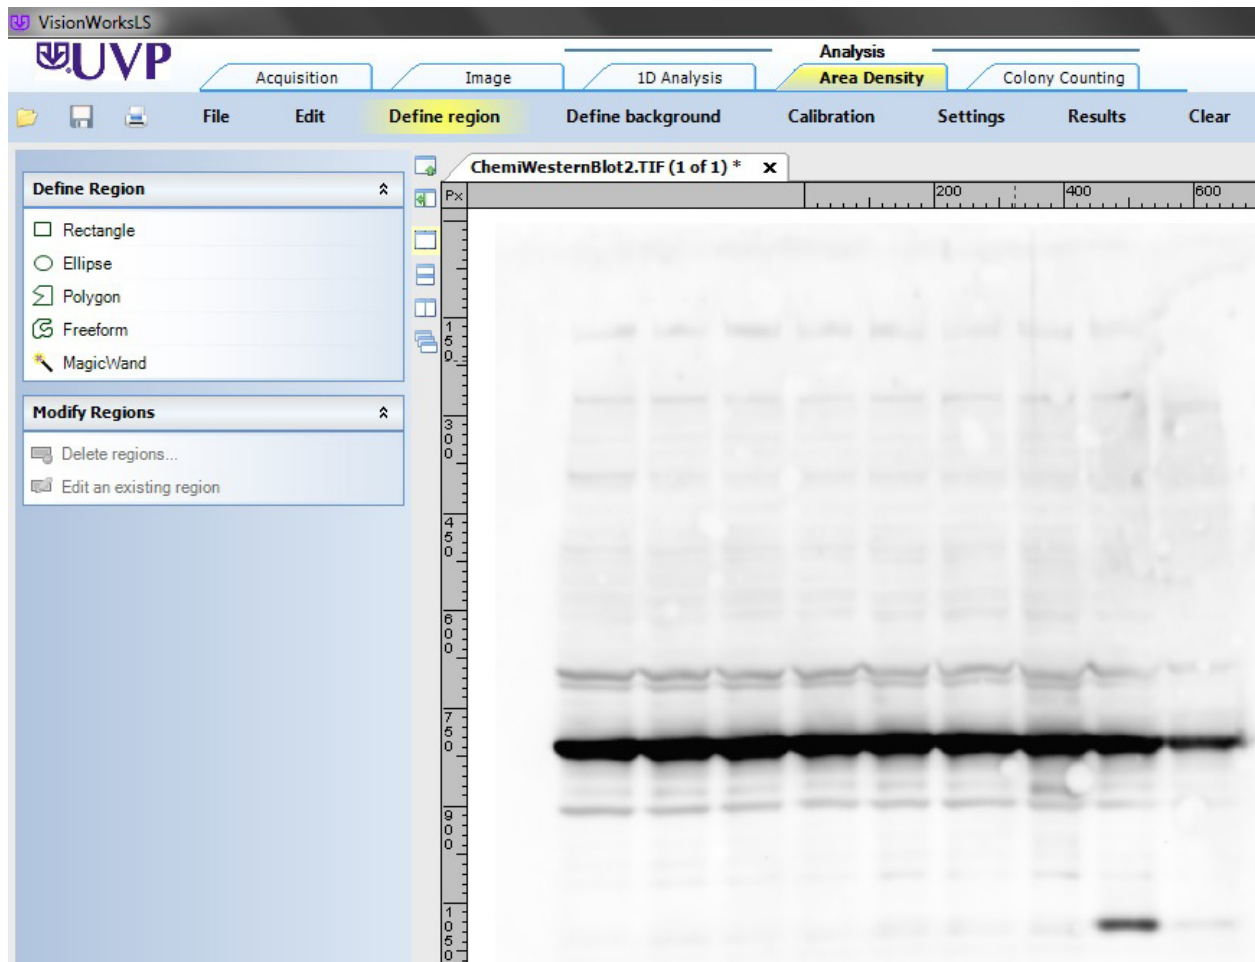 VisionWorksLS
UVP
Analysis
Acquisition Image 1D Analysis Area Density Colony Counting
File Edit Define region Define background Calibration Settings Results Clear
ChemiWesternBlot2.TIF (1 of 1) * x
Define Region
Px 200 400 600
Rectangle
Ellipse
Polygon
Freeform
MagicWand
150
Modify Regions
300
Delete regions...
Edit an existing region
450
600
750
900
1050